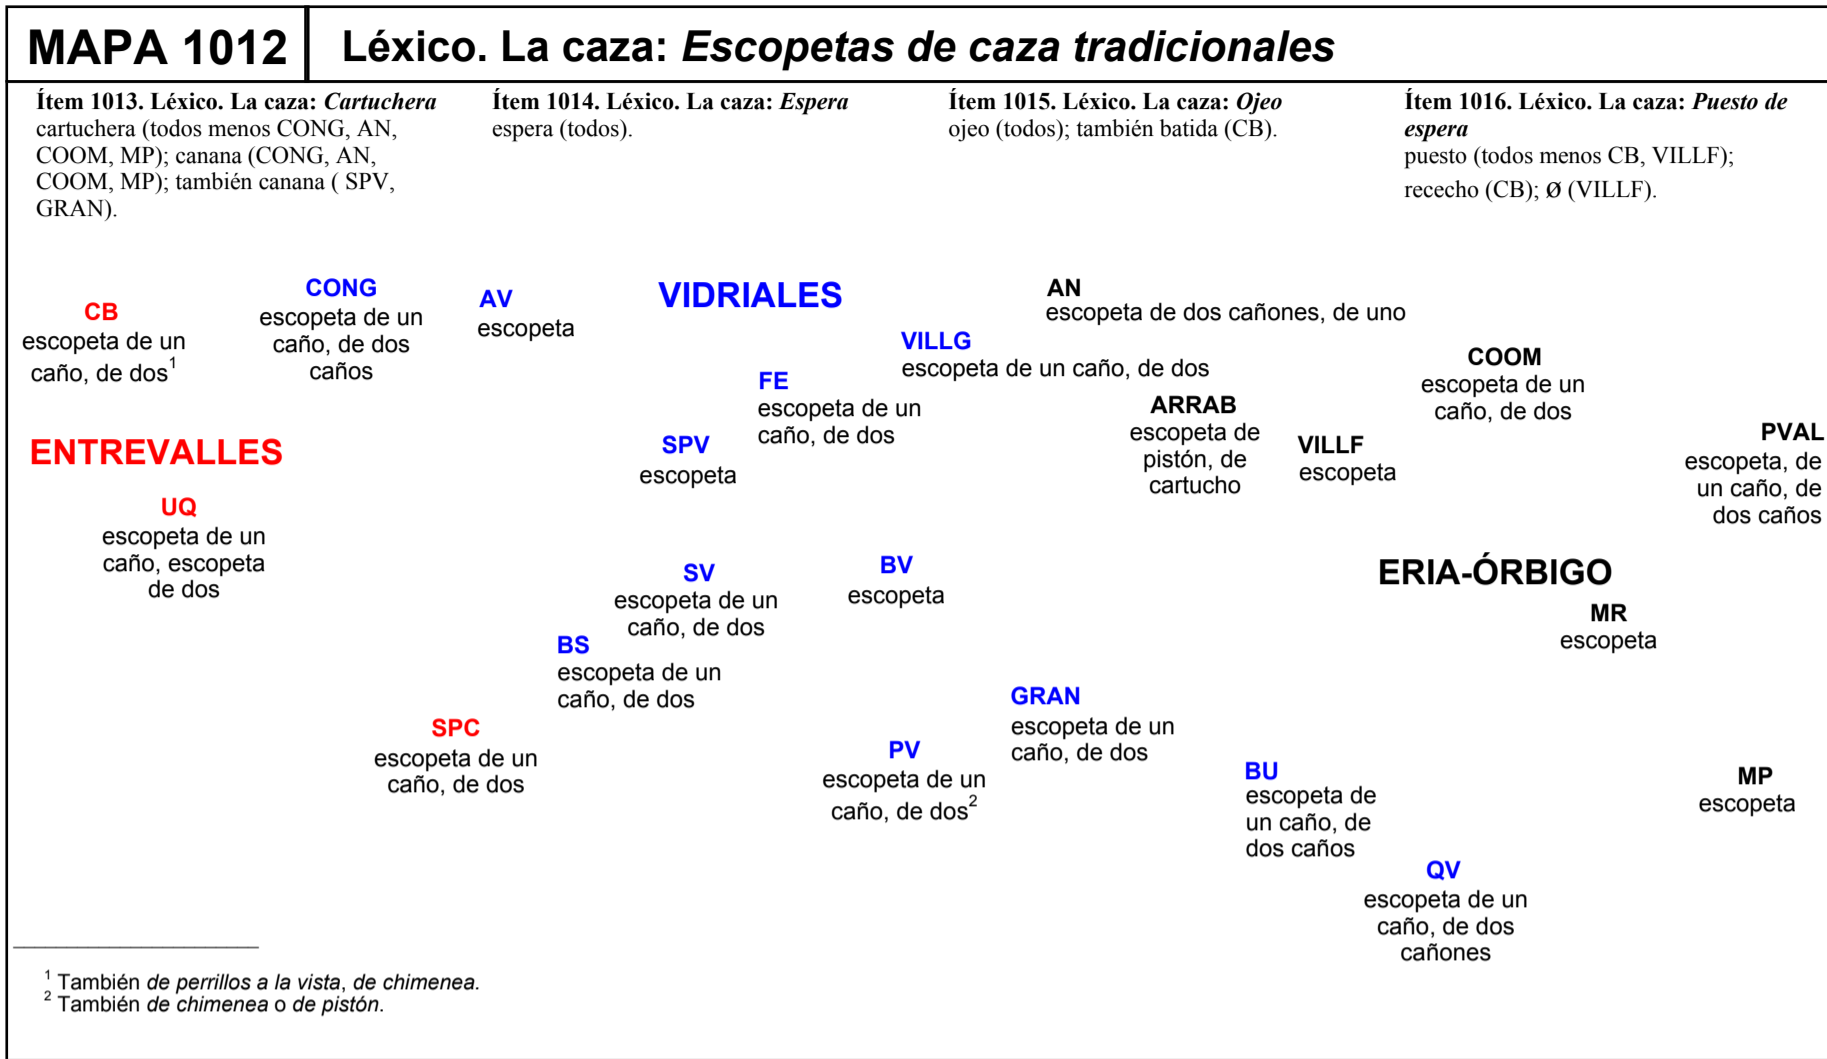 MAPA 1012
Léxico. La caza: Escopetas de caza tradicionales
Ítem 1013. Léxico. La caza: Cartuchera
cartuchera (todos menos CONG, AN,
COOM, MP); canana (CONG, AN,
COOM, MP); también canana ( SPV,
GRAN).
Ítem 1014. Léxico. La caza: Espera
espera (todos).
Ítem 1015. Léxico. La caza: Ojeo
ojeo (todos); también batida (CB).
Ítem 1016. Léxico. La caza: Puesto de
espera
puesto (todos menos CB, VILLF);
rececho (CB); Ø (VILLF).
CB
escopeta de un
caño, de dos1
CONG
escopeta de un
caño, de dos
caños
AV
escopeta
VIDRIALES
AN
escopeta de dos cañones, de uno
VILLG
escopeta de un caño, de dos
FE
escopeta de un
caño, de dos
COOM
escopeta de un
caño, de dos
ARRAB
escopeta de
pistón, de
cartucho
ENTREVALLES
SPV
escopeta
VILLF
escopeta
PVAL
escopeta, de
un caño, de
dos caños
UQ
escopeta de un
caño, escopeta
de dos
SV
escopeta de un
caño, de dos
BV
escopeta
ERIA-ÓRBIGO
MR
escopeta
BS
escopeta de un
caño, de dos
SPC
escopeta de un
caño, de dos
GRAN
escopeta de un
caño, de dos
PV
escopeta de un
caño, de dos2
BU
escopeta de
un caño, de
dos caños
MP
escopeta
QV
escopeta de un
caño, de dos
cañones
1 También de perrillos a la vista, de chimenea.
2 También de chimenea o de pistón.